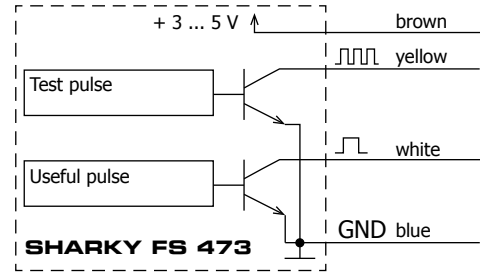 + 3 ... 5 V brown
yellow
Test pulse
white
Useful pulse
GND blue
SHARKY FS 473